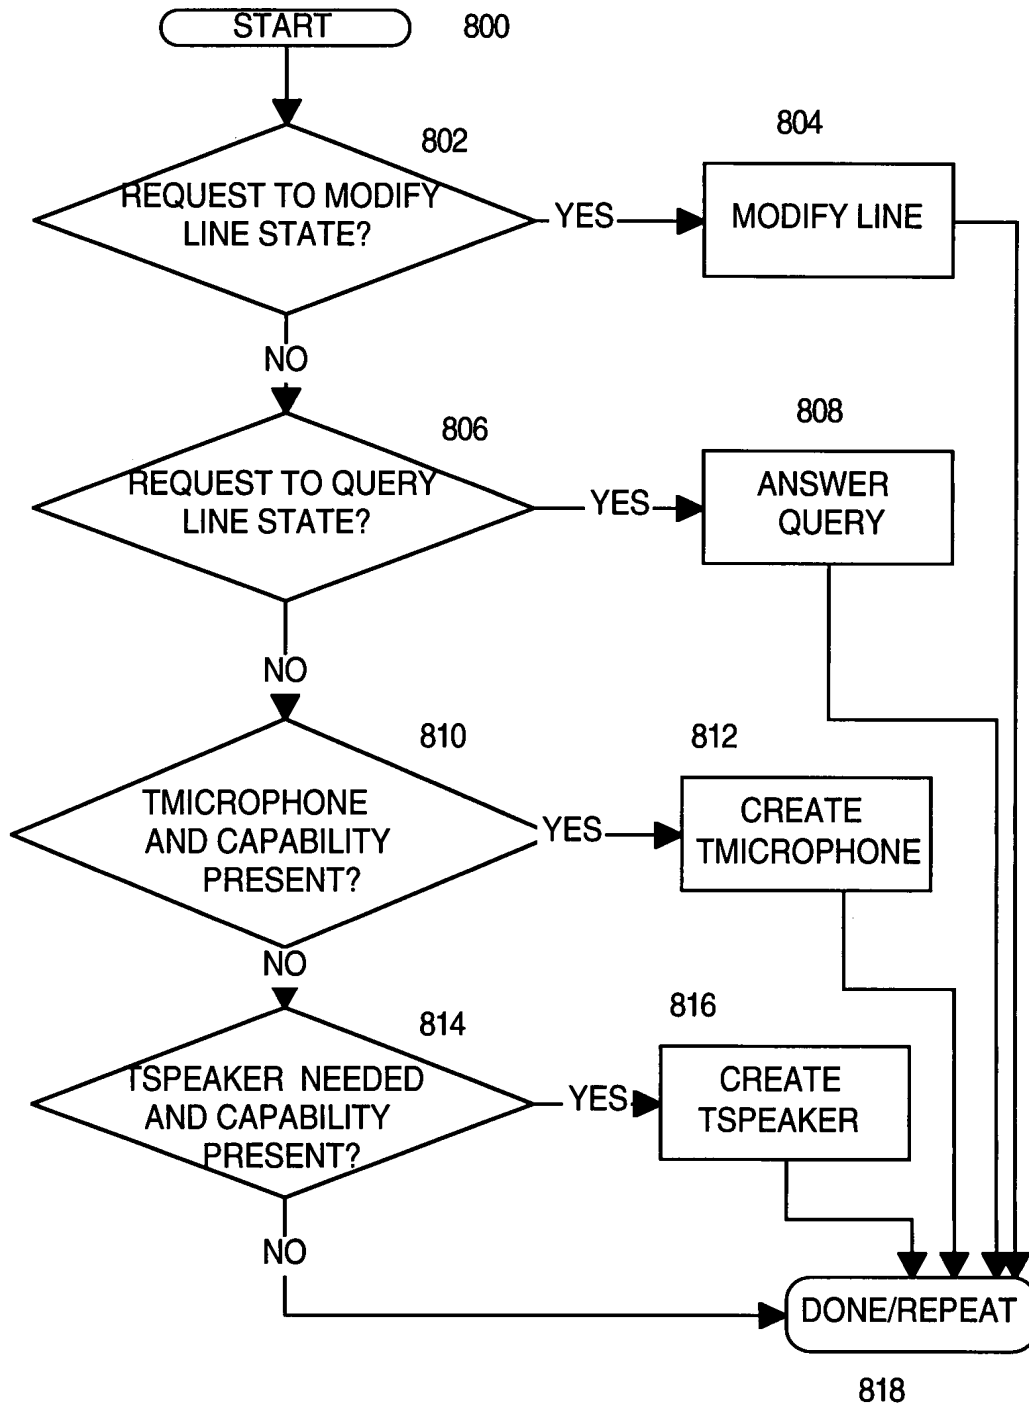 START
800
802
REQUEST TO MODIFY
LINE STATE?
YES
804
MODIFY LINE
NO
806
REQUEST TO QUERY
LINE STATE?
YES
808
ANSWER
QUERY
NO
810
TMICROPHONE
AND CAPABILITY
PRESENT?
YES
812
CREATE
TMICROPHONE
NO
814
TSPEAKER NEEDED
AND CAPABILITY
PRESENT?
YES
816
CREATE
TSPEAKER
NO
DONE/REPEAT
818